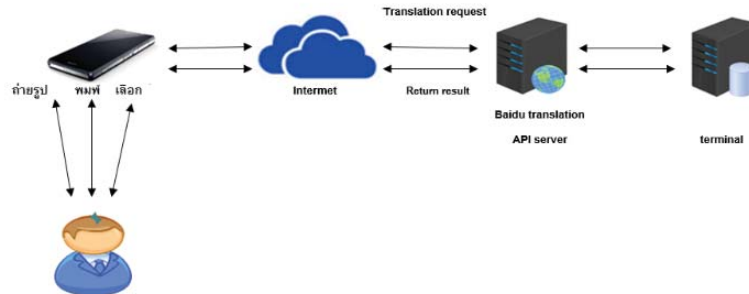 Translation request
ถ่ายรูป พมพ์ เลือก
Internet
Return result
Baidu translation
API server
terminal